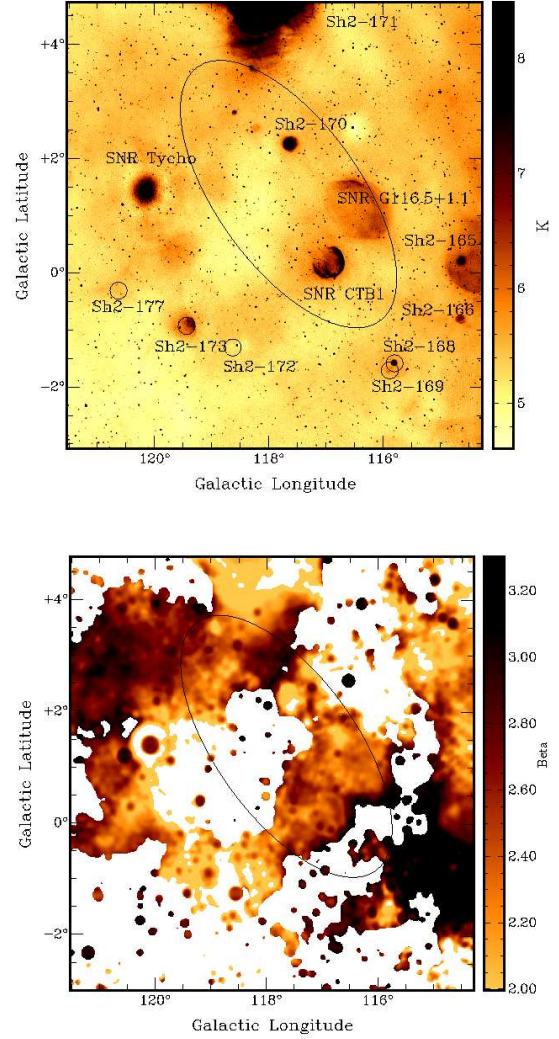 +4°
Sh2-171
8
Sh2-170
+2°
SNR Tycho
7
SNR G116.5+1.1
K
Galactic Latitude
Sh2-165
0°
Sh2-177
SNR CTB1
6
Sh2-166
Sh2-173
Sh2-168
Sh2-172
Sh2-169
-2°
5
120°
118°
116°
Galactic Longitude
3.20
+4°
3.00
+2°
2.80
Galactic Latitude
Beta
2.60
0°
2.40
-2°
2.20
2.00
120°
118°
116°
Galactic Longitude